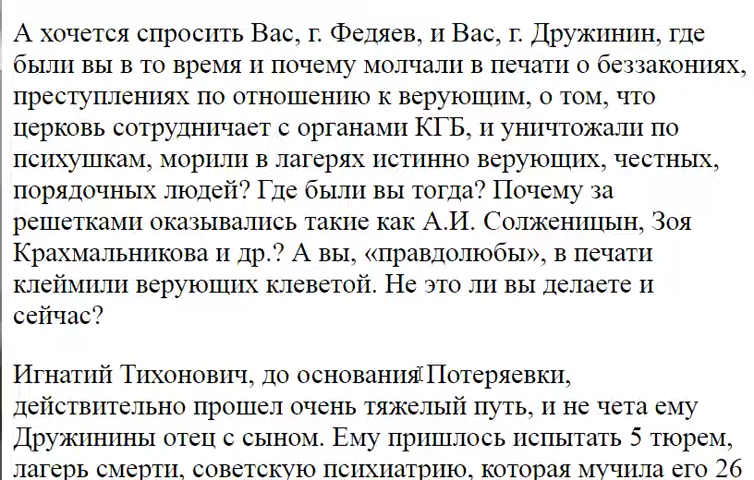 А хочется спросить Вас, г. Федяев, и Вас, г. Дружинин, где
были вы в то время и почему молчали в печати о беззакониях,
преступлениях по отношению к верующим, о том, что
церковь сотрудничает с органами КГБ, и уничтожали по
психушкам, морили в лагерях истинно верующих, честных,
порядочных людей? Где были вы тогда? Почему за
решетками оказывались такие как А.И. Солженицын, Зоя
Крахмальникова и др.? А вы, «правдолюбы», в печати
клеймили верующих клеветой. Не это ли вы делаете и
сейчас?
Игнатий Тихонович, до основания Потеряевки,
действительно прошел очень тяжелый путь, и не чета ему
Дружинины отец с сыном. Ему пришлось испытать 5 тюрем,
лагерь смерти, советскую психиатрию, которая мучила его 26